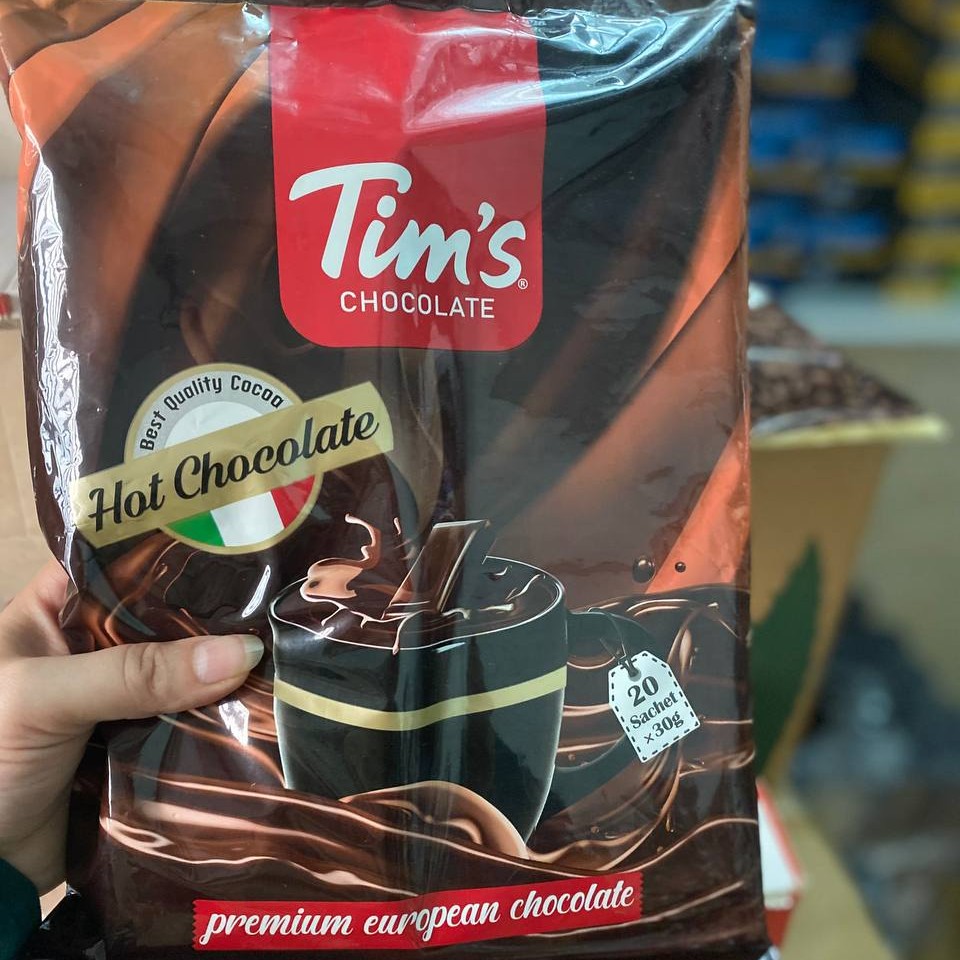 Tim's®
CHOCOLATE
Best Quality Cocoa
Hot Chocolate
20
Sachet
×30g
premium european chocolate